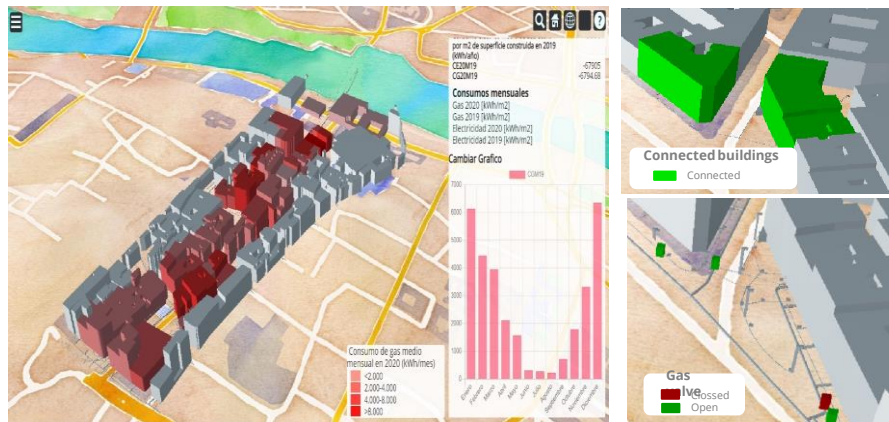 por m2 de superficie construida en 2019
(kWh/año)
CE20M19 -67905
CG20M19 -6794.68
Consumos mensuales
Gas 2020 [kWh/m2]
Gas 2019 [kWh/m2]
Electricidad 2020 [kWh/m2]
Electricidad 2019 [kWh/m2]
Cambiar Grafico
CGM19
7000
6000
5000
4000
3000
2000
1000
0
Enero
Febrero
Marzo
Abril
Mayo
Junio
Julio
Agosto
Septiembre
Octubre
Noviembre
Diciembre
Consumo de gas medio
mensual en 2020 (kWh/mes)
<2.000
2.000-4.000
4.000-8.000
>8.000
?
Connected buildings
Connected
Gas
Clossed
Open